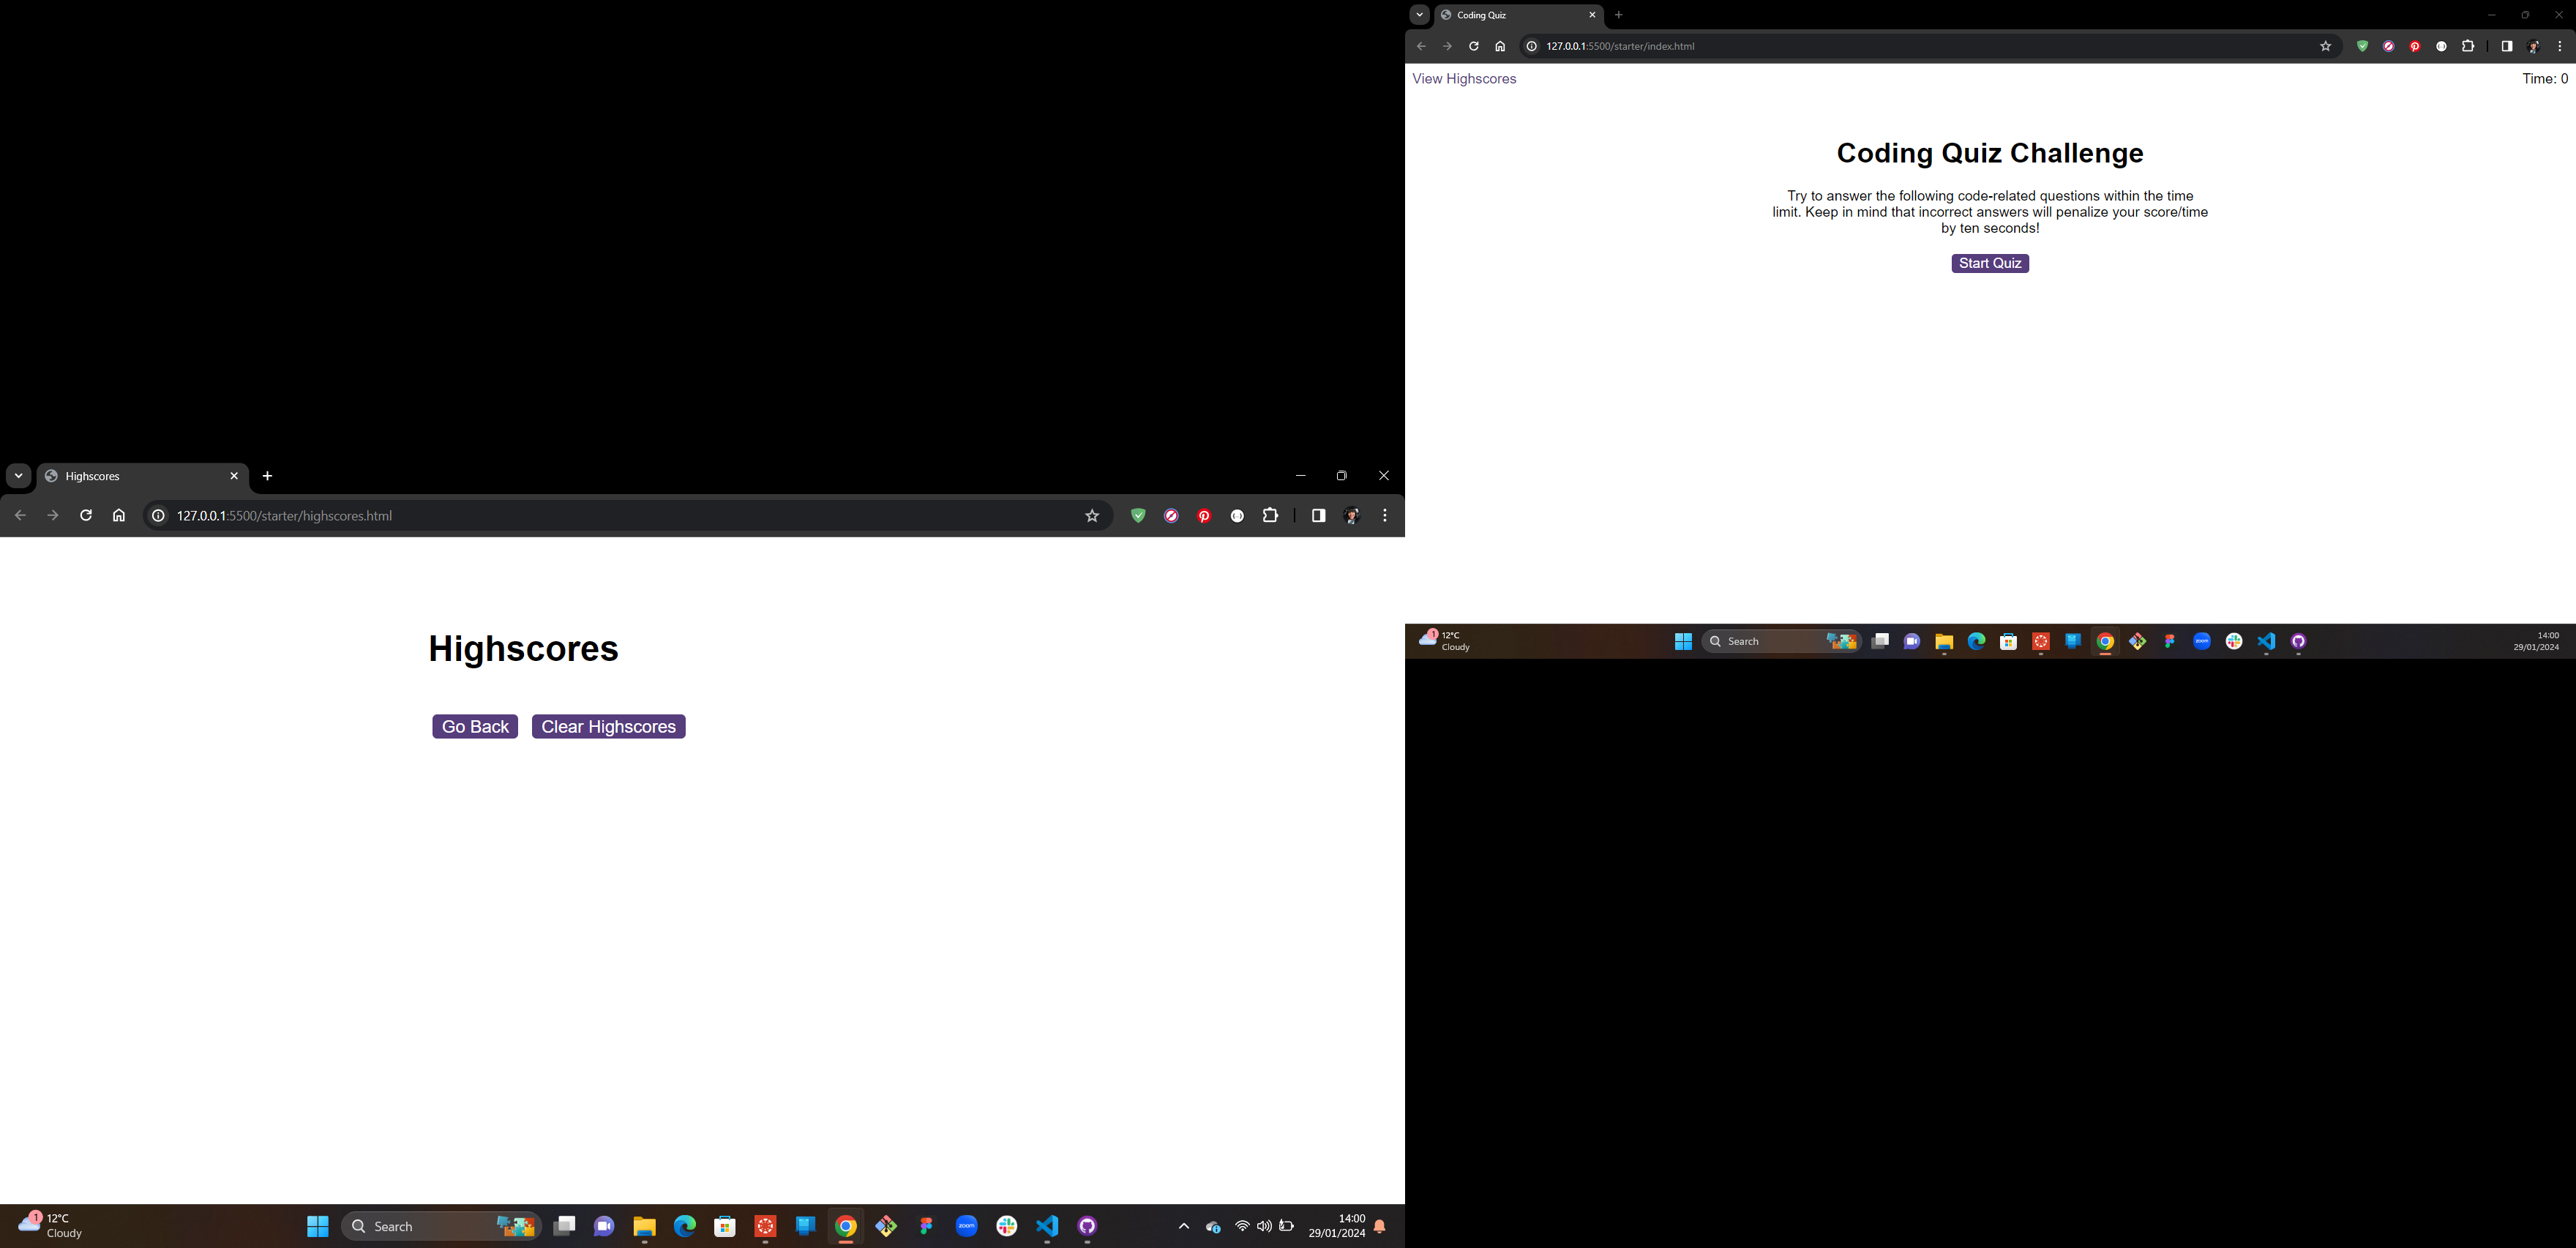 Highscores
127.0.0.1:5500/starter/highscores.html
Highscores
Go Back Clear Highscores
1 12°C
Cloudy
Search
zoom
14:00
29/01/2024
Coding Quiz
127.0.0.1:5500/starter/index.html
View Highscores Time: 0
Coding Quiz Challenge
Try to answer the following code-related questions within the time
limit. Keep in mind that incorrect answers will penalize your score/time
by ten seconds!
Start Quiz
1 12°C
Cloudy
Search
zoom
14:00
29/01/2024